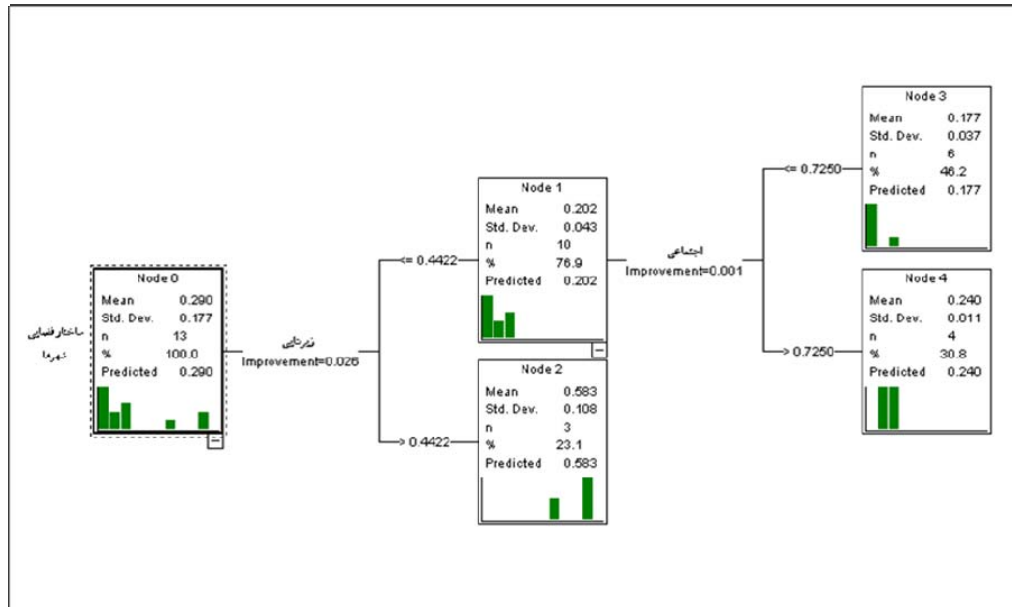 ساختار فضایی
شهرها
Node 0
Mean 0.290
Std. Dev. 0.177
n 13
% 100.0
Predicted 0.290
زیربنایی
Improvement=0.026
<= 0.4422
> 0.4422
Node 1
Mean 0.202
Std. Dev. 0.043
n 10
% 76.9
Predicted 0.202
Node 2
Mean 0.583
Std. Dev. 0.108
n 3
% 23.1
Predicted 0.583
اجتماعی
Improvement=0.001
<= 0.7250
> 0.7250
Node 3
Mean 0.177
Std. Dev. 0.037
n 6
% 46.2
Predicted 0.177
Node 4
Mean 0.240
Std. Dev. 0.011
n 4
% 30.8
Predicted 0.240